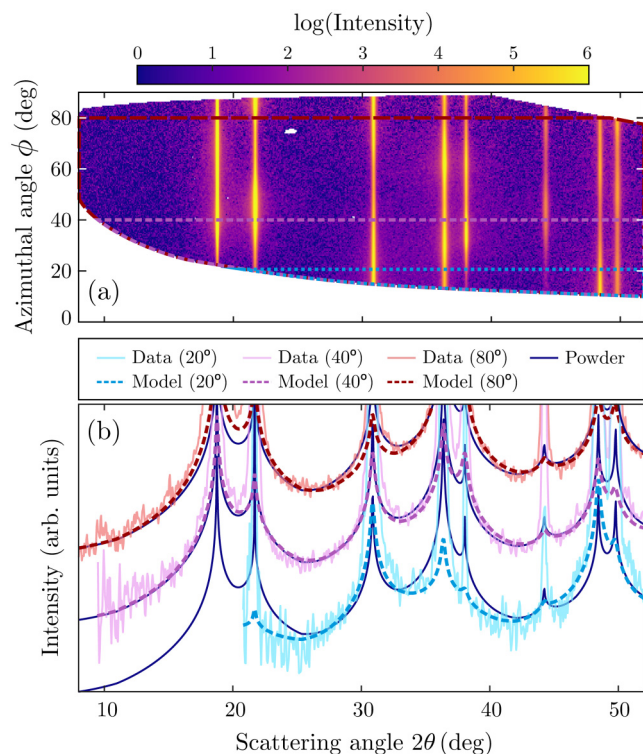 log(Intensity)
0 1 2 3 4 5 6
Azimuthal angle ϕ (deg)
80
60
40
20
0
(a)
Data (20°) Data (40°) Data (80°) Powder
Model (20°) Model (40°) Model (80°)
(b)
Intensity (arb. units)
10 20 30 40 50
Scattering angle 2θ (deg)